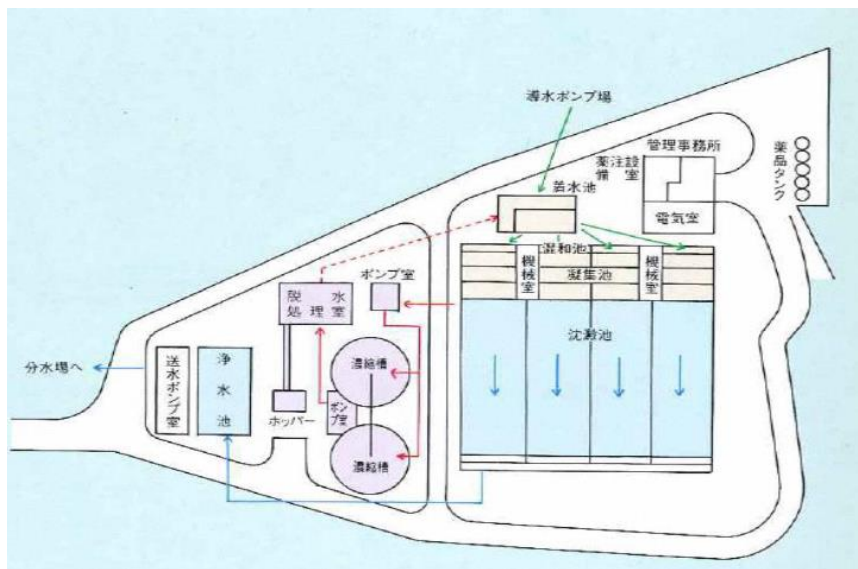 導水ポンプ場
管理事務所
薬注設
備室
着水池
電気室
薬品タンク
混和池
機械室
凝集池
機械室
ポンプ室
脱水
処理室
沈澱池
分水場へ
送水ポンプ室
浄水池
濃縮槽
ホッパー
ポンプ室
濃縮槽